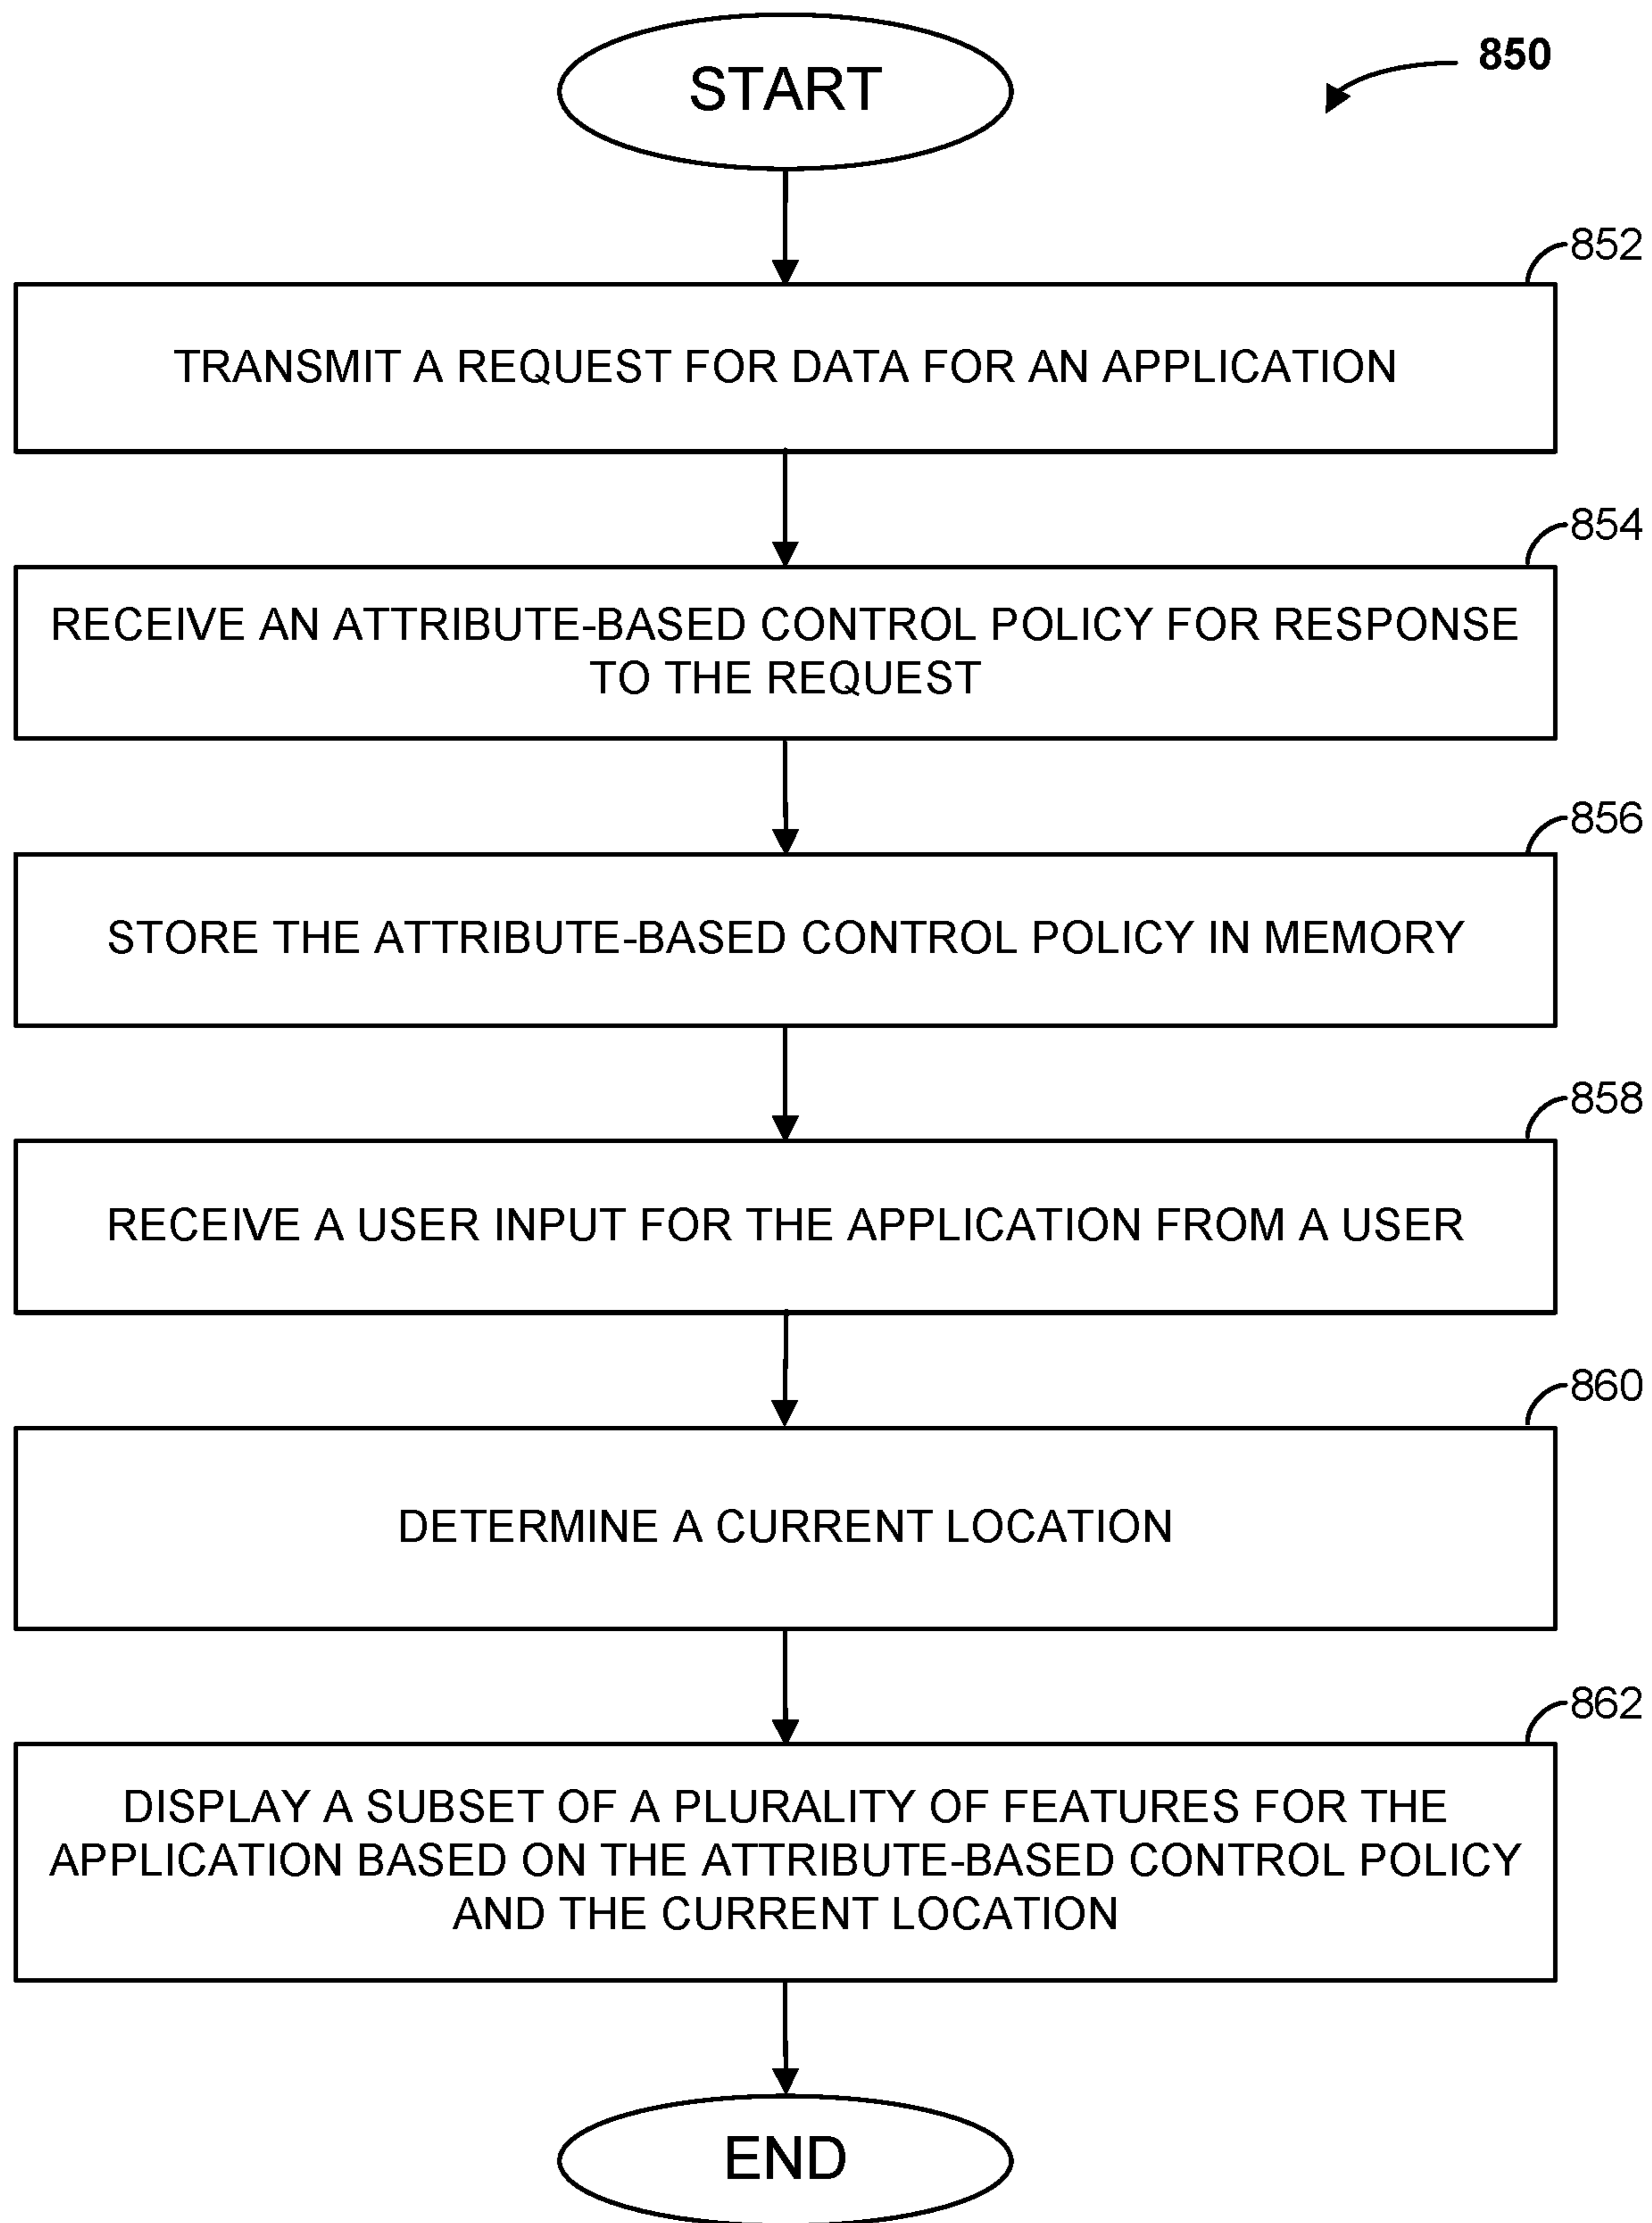 START
850
852
TRANSMIT A REQUEST FOR DATA FOR AN APPLICATION
854
RECEIVE AN ATTRIBUTE-BASED CONTROL POLICY FOR RESPONSE
TO THE REQUEST
856
STORE THE ATTRIBUTE-BASED CONTROL POLICY IN MEMORY
858
RECEIVE A USER INPUT FOR THE APPLICATION FROM A USER
860
DETERMINE A CURRENT LOCATION
862
DISPLAY A SUBSET OF A PLURALITY OF FEATURES FOR THE
APPLICATION BASED ON THE ATTRIBUTE-BASED CONTROL POLICY
AND THE CURRENT LOCATION
END